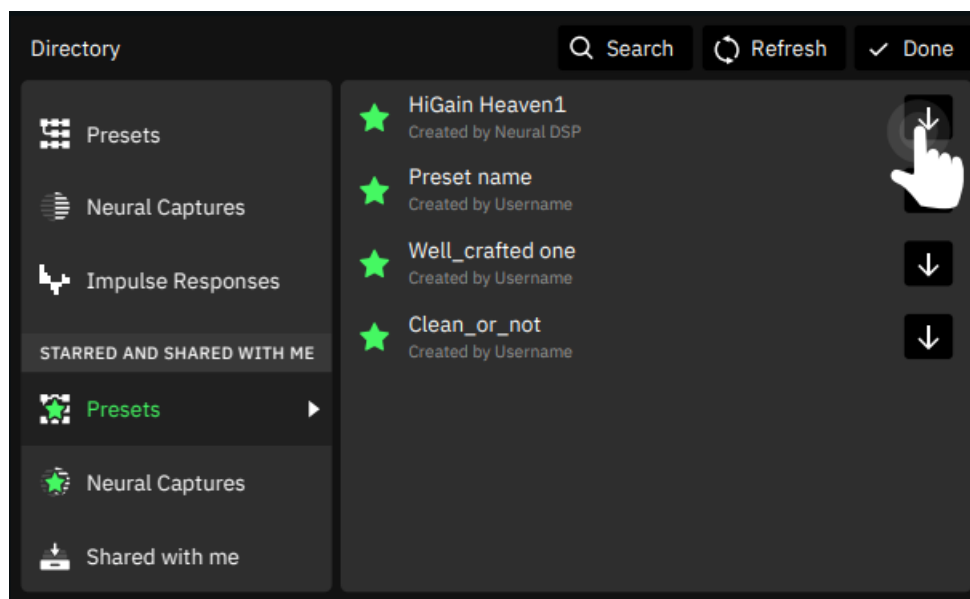 Directory
Search
Refresh
Done
Presets
Neural Captures
Impulse Responses
STARRED AND SHARED WITH ME
Presets
Neural Captures
Shared with me
HiGain Heaven1
Created by Neural DSP
Preset name
Created by Username
Well_crafted one
Created by Username
Clean_or_not
Created by Username